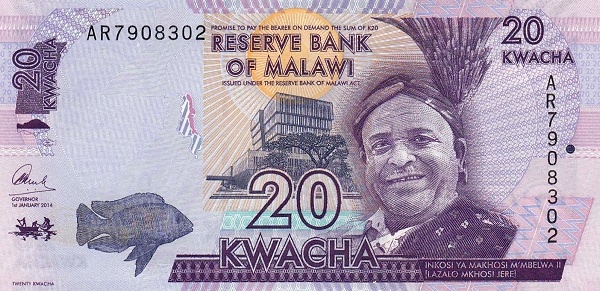 AR7908302
PROMISE TO PAY THE BEARER ON DEMAND THE SUM OF K20
RESERVE BANK
OF MALAWI
ISSUED UNDER THE RESERVE BANK OF MALAWI ACT.
20
KWACHA
20 KWACHA
AR7908302
GOVERNOR
1st JANUARY 2014
20
KWACHA
INKOSI YA MAKHOSI M'MBELWA II
[LAZALO MKHOSI JERE]
TWENTY KWACHA